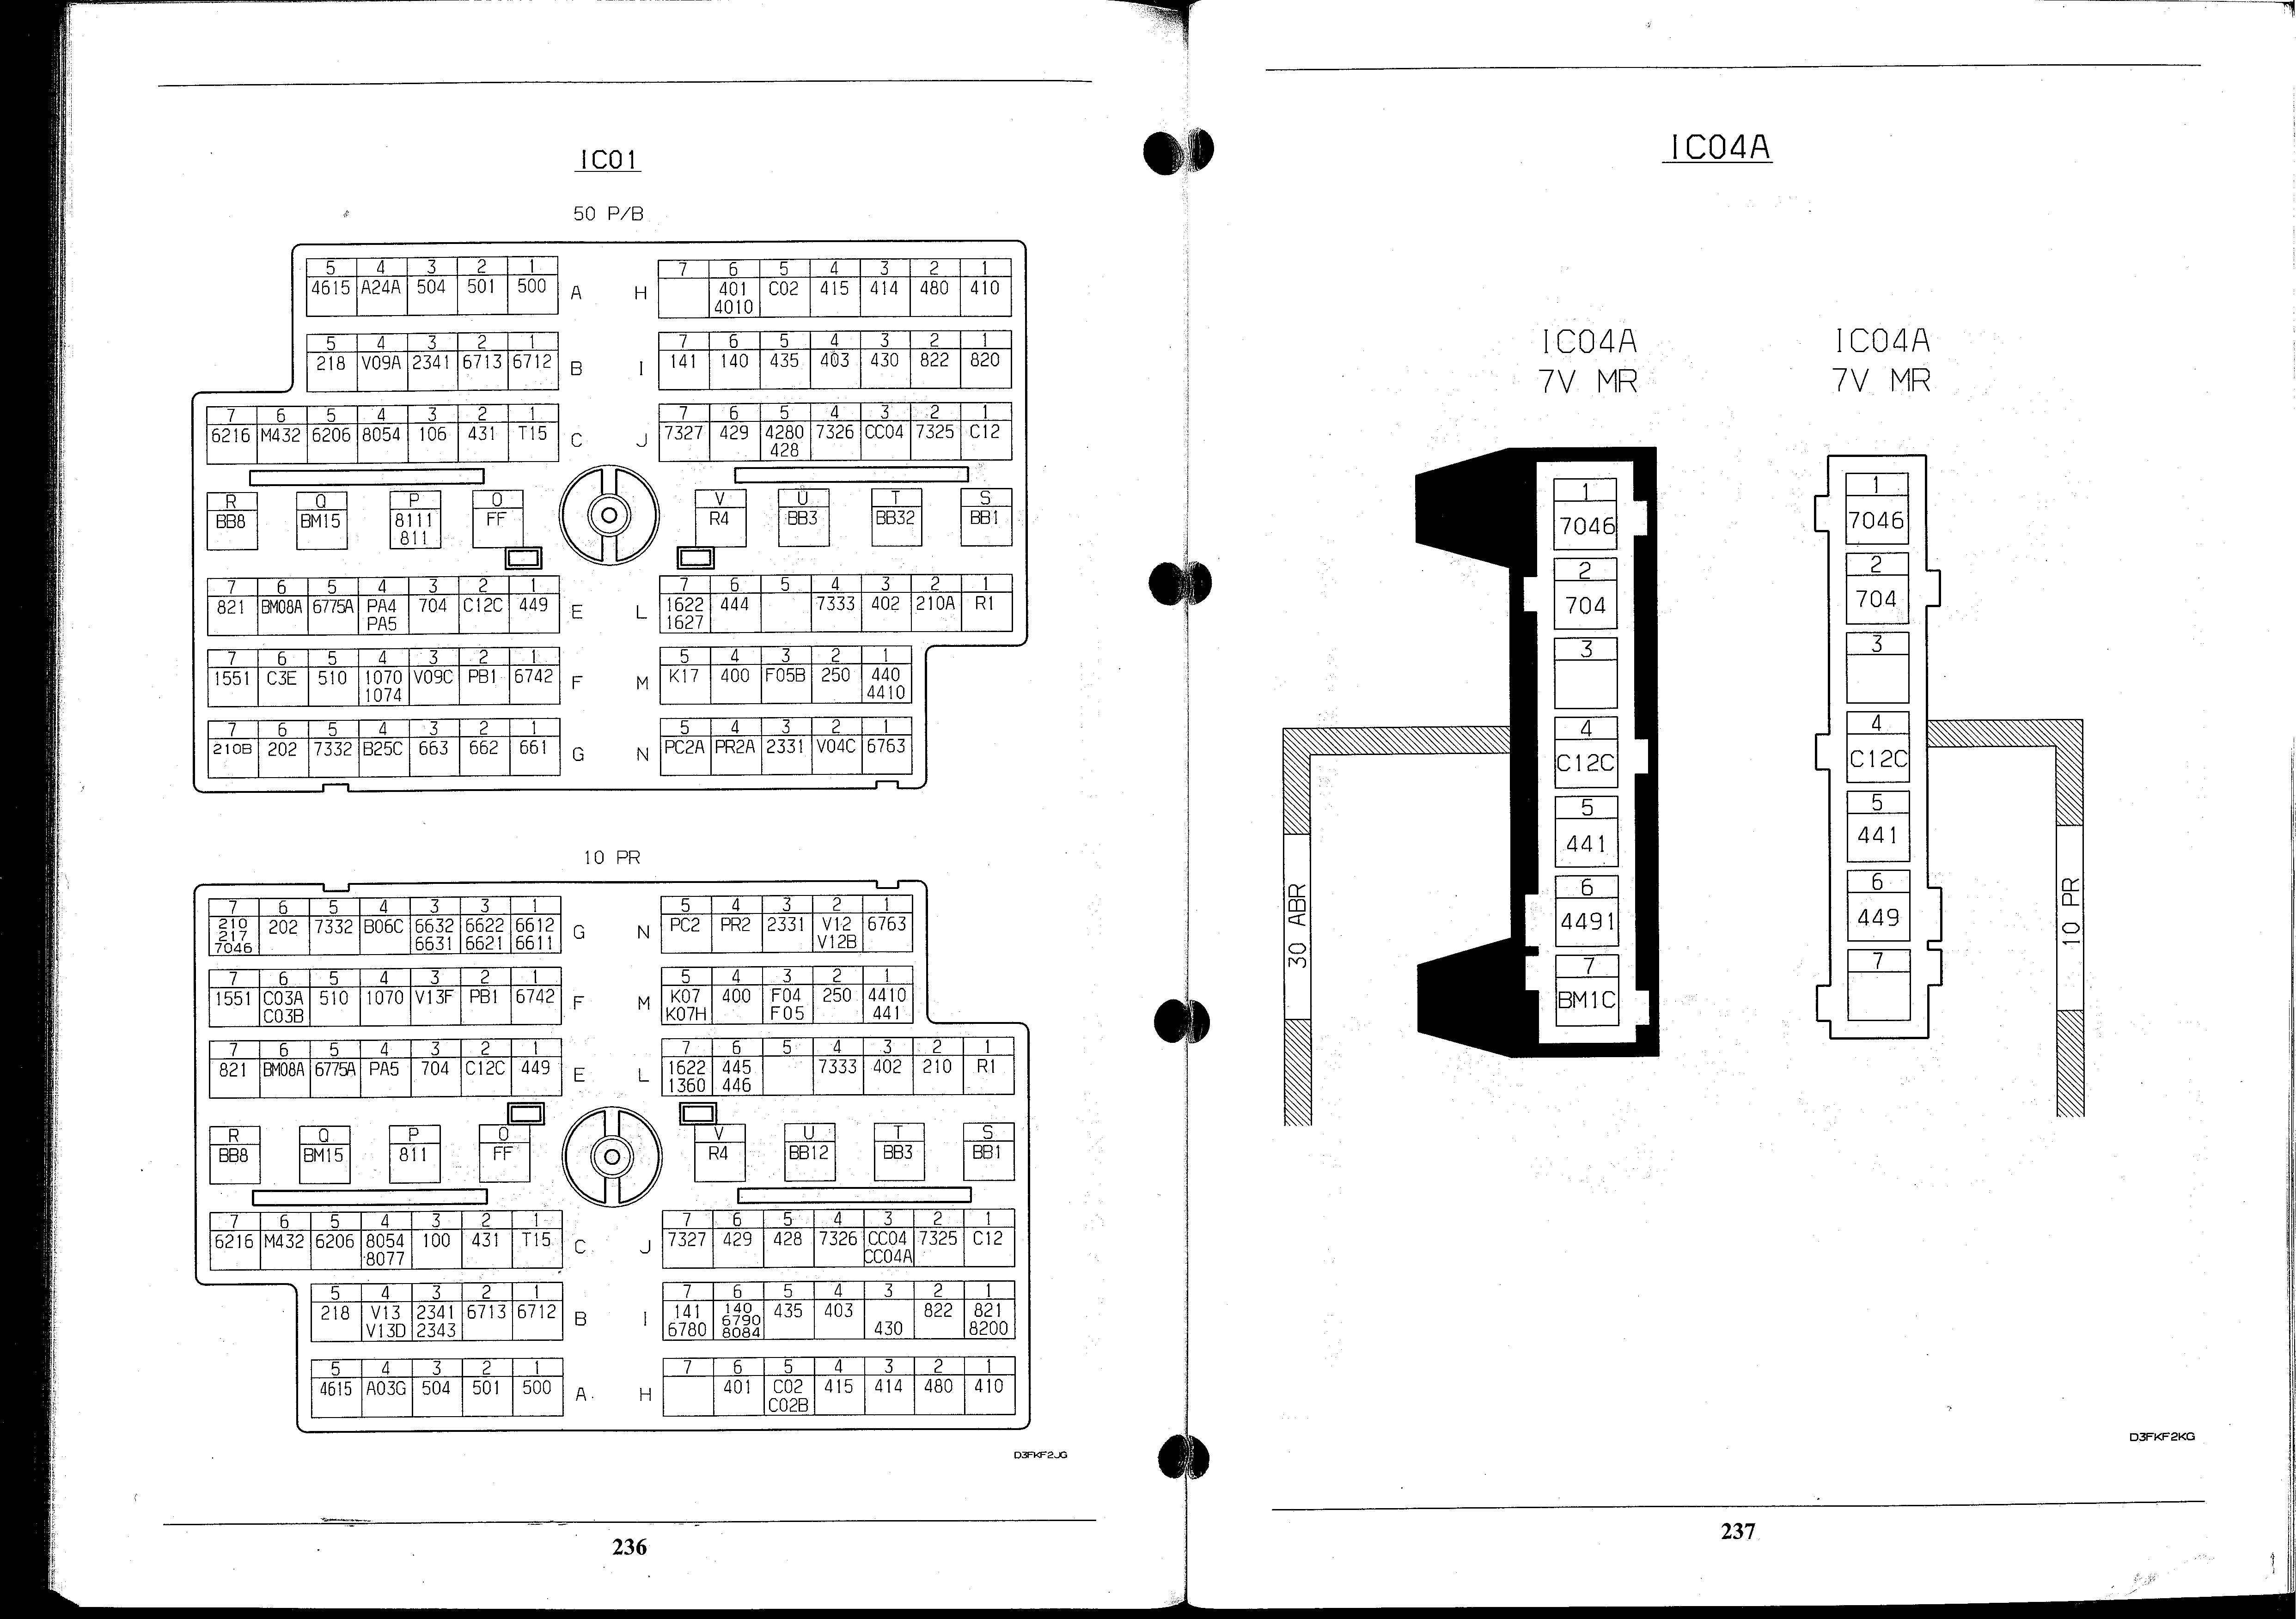 IC01
50 P/B
5 4 3 2 1
4615 A24A 504 501 500
A
H
7 6 5 4 3 2 1
401 C02 415 414 480 410
4010
5 4 3 2 1
218 V09A 2341 6713 6712
B
I
7 6 5 4 3 2 1
141 140 435 403 430 822 820
7 6 5 4 3 2 1
6216 M432 6206 8054 106 431 T15
C
J
7 6 5 4 3 2 1
7327 429 4280 7326 CC04 7325 C12
428
R Q P O
BB8 BM15 8111 FF
811
V U T S
R4 BB3 BB32 BB1
7 6 5 4 3 2 1
821 BM08A 6775A PA4 704 C12C 449
PA5
E
L
7 6 5 4 3 2 1
1622 444 7333 402 210A R1
1627
7 6 5 4 3 2 1
1551 C3E 510 1070 V09C PB1 6742
1074
F
M
5 4 3 2 1
K17 400 F05B 250 440
4410
7 6 5 4 3 2 1
210B 202 7332 B25C 663 662 661
G
N
5 4 3 2 1
PC2A PR2A 2331 V04C 6763
10 PR
7 6 5 4 3 3 1
210 202 7332 B06C 6632 6622 6612
217 6631 6621 6611
7046
G
N
5 4 3 2 1
PC2 PR2 2331 V12 6763
V12B
7 6 5 4 3 2 1
1551 C03A 510 1070 V13F PB1 6742
C03B
F
M
5 4 3 2 1
K07 400 F04 250 4410
K07H F05 441
7 6 5 4 3 2 1
821 BM08A 6775A PA5 704 C12C 449
E
L
7 6 5 4 3 2 1
1622 445 7333 402 210 R1
1360 446
R Q P O
BB8 BM15 811 FF
V U T S
R4 BB12 BB3 BB1
7 6 5 4 3 2 1
6216 M432 6206 8054 100 431 T15
8077
C
J
7 6 5 4 3 2 1
7327 429 428 7326 CC04 7325 C12
CC04A
5 4 3 2 1
218 V13 2341 6713 6712
V13D 2343
B
I
7 6 5 4 3 2 1
141 140 435 403 822 821
6780 6790 430 8200
8084
5 4 3 2 1
4615 A03G 504 501 500
A
H
7 6 5 4 3 2 1
401 C02 415 414 480 410
C02B
D3FKF2JG
236
IC04A
IC04A
7V MR
1
7046
2
704
3
4
C12C
5
441
6
4491
7
BM1C
30 ABR
IC04A
7V MR
1
7046
2
704
3
4
C12C
5
441
6
449
7
10 PR
D3FKF2KG
237